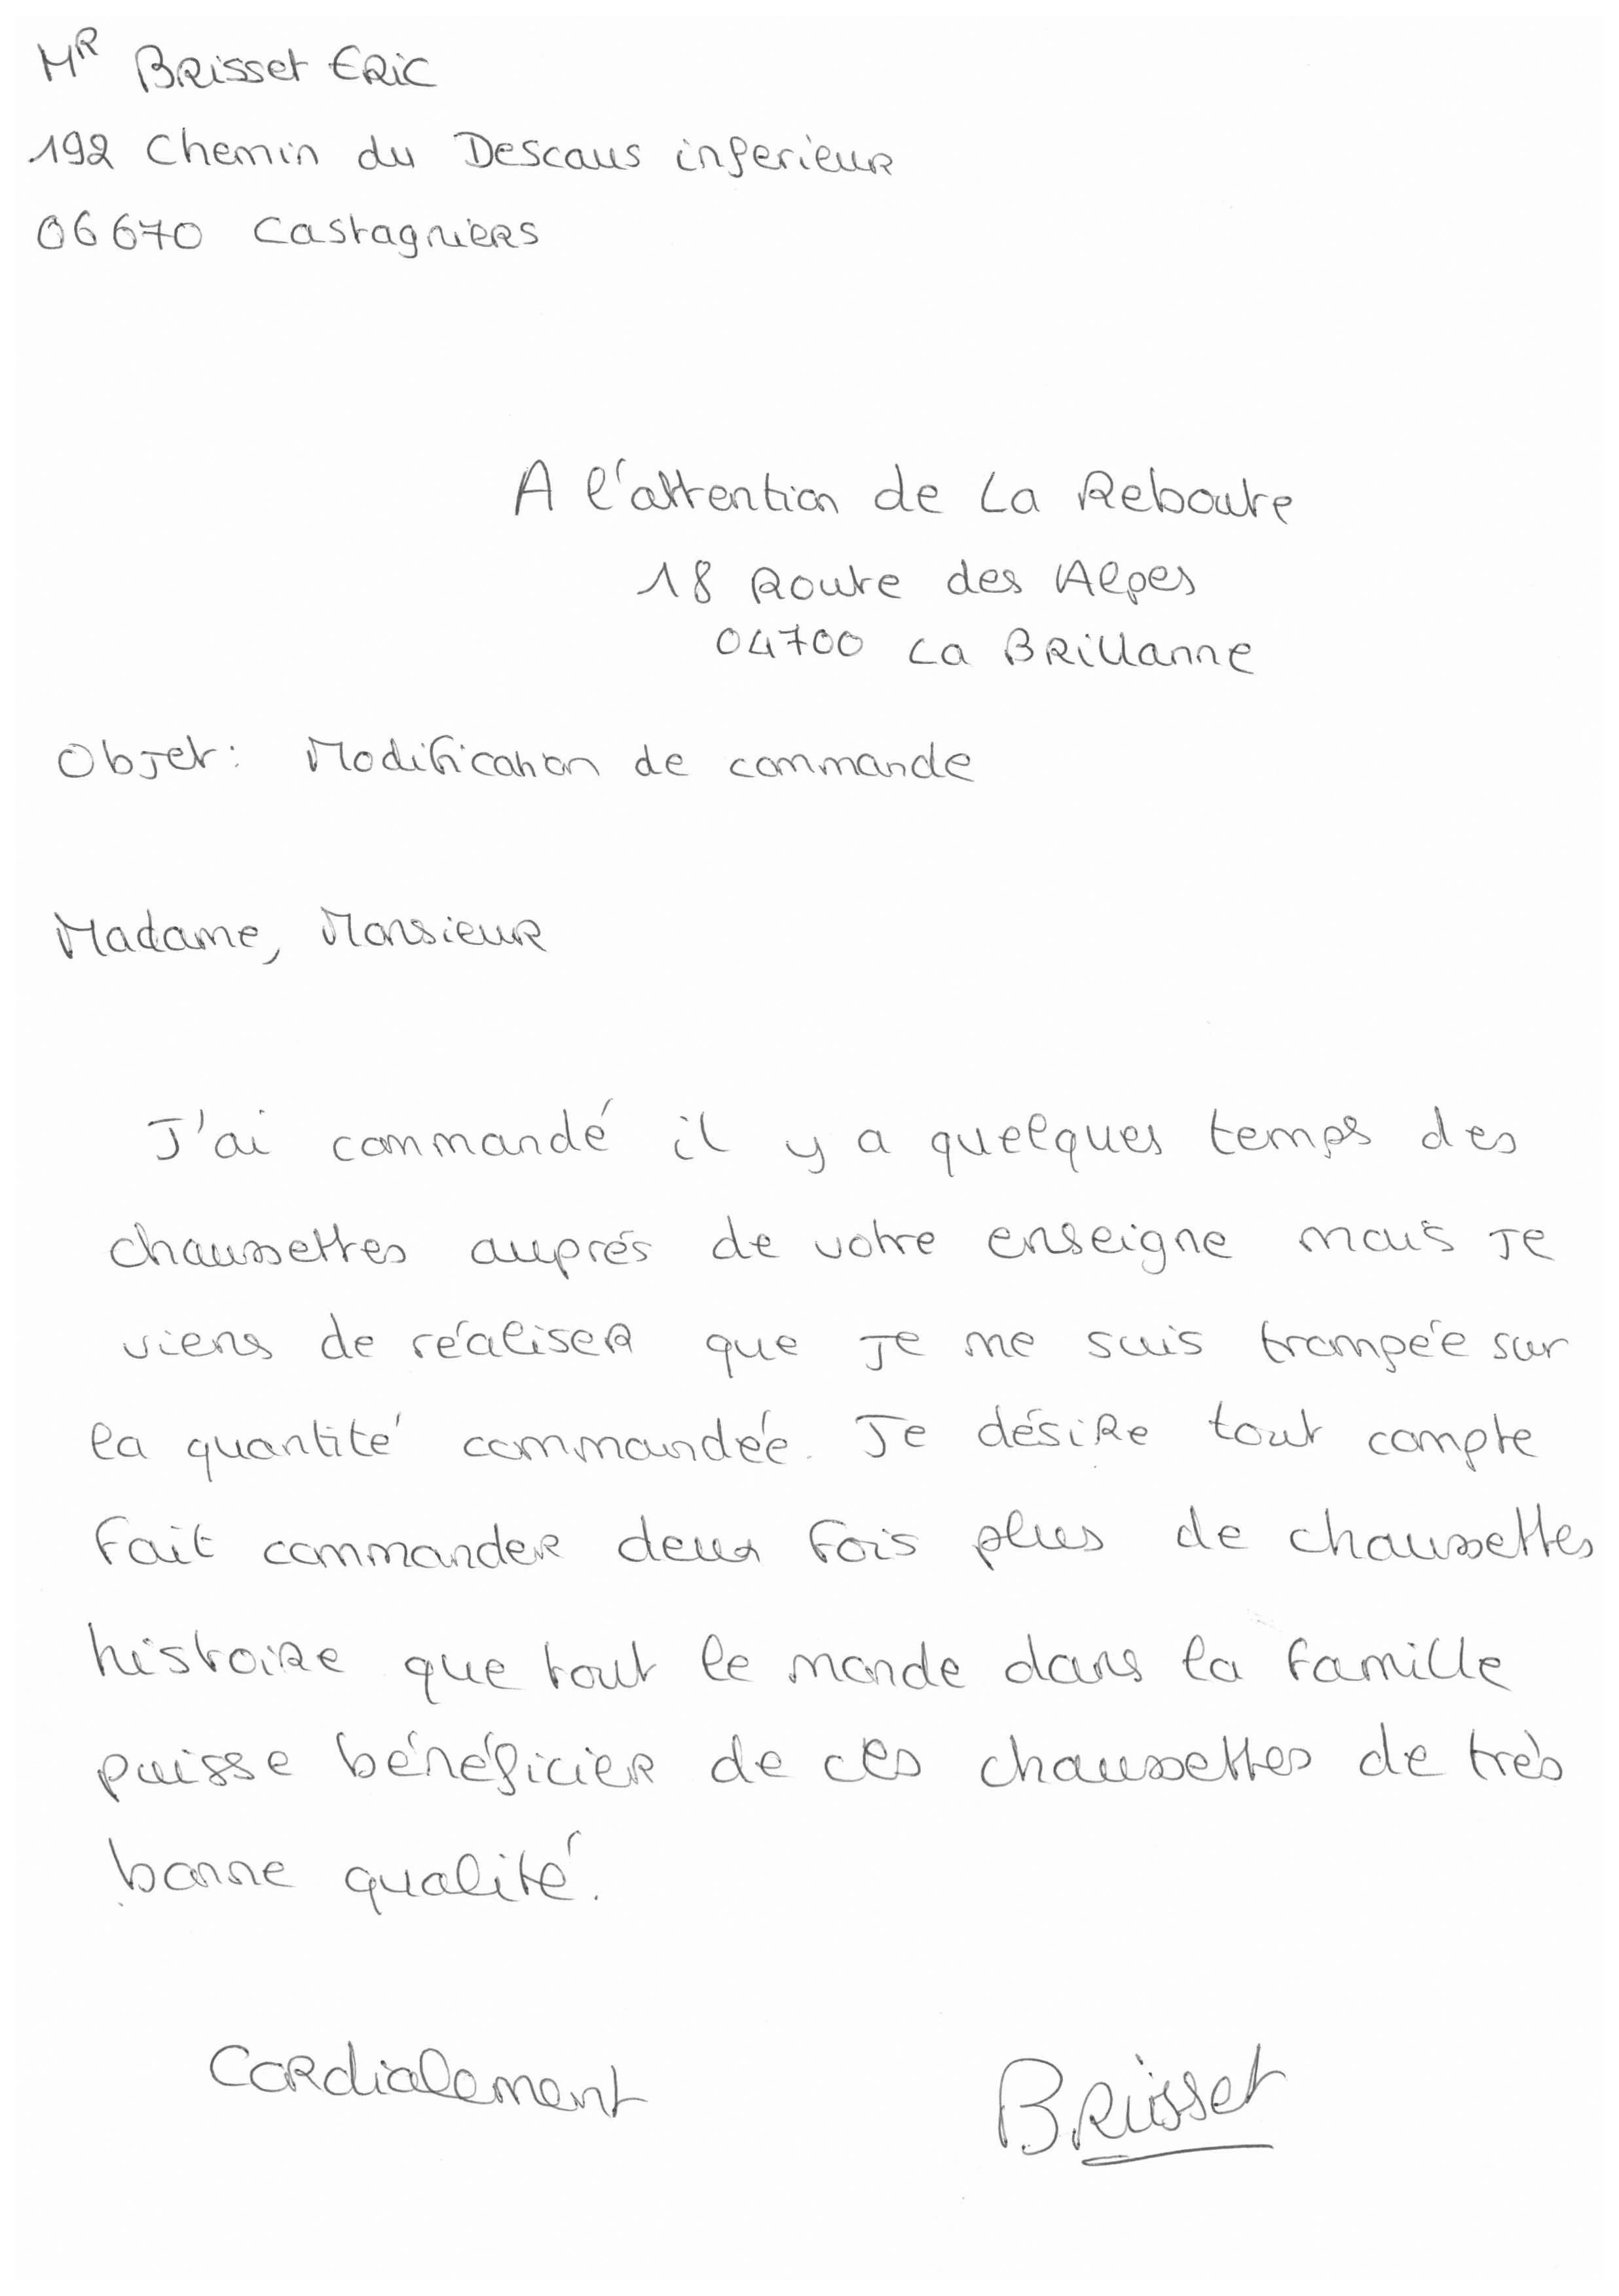 Mr Brisset Eric
192 Chemin du Descaus inferieur
06670 Castagniers
A l'attention de La Reboute
18 Route des Alpes
04700 La Brillanne
Objet: Modification de commande
Madame, Monsieur
J'ai commandé il y a quelques temps des
chaussettes auprés de votre enseigne mais je
viens de réaliser que je me suis trompée sur
la quantité commandée. Je désire tout compte
fait commander deux fois plus de chaussettes
histoire que tout le monde dans la famille
puisse bénéficier de ces chaussettes de très
bonne qualité.
Cordialement
Brisset